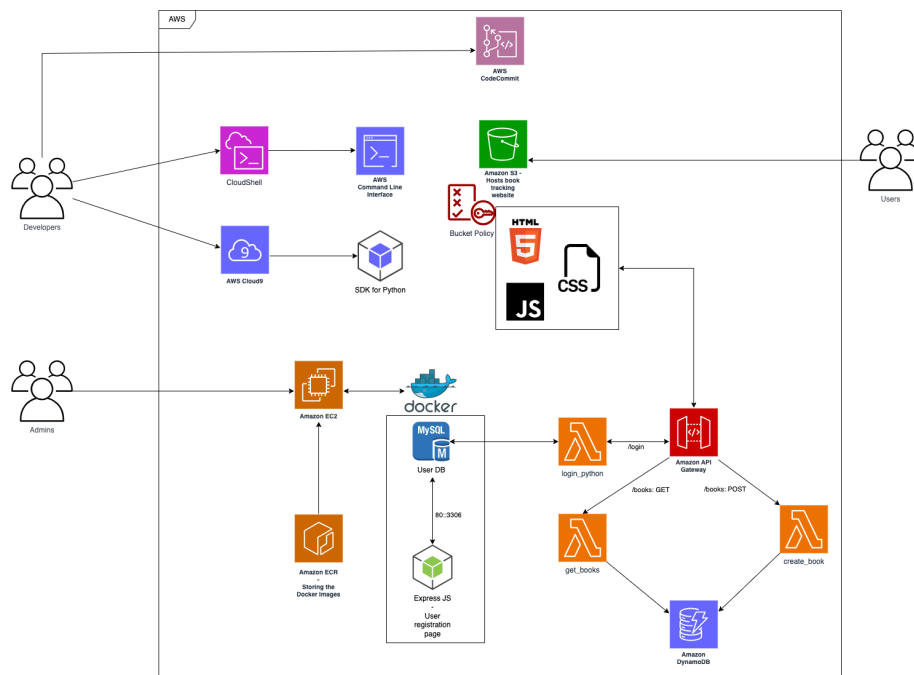 AWS
AWS
CodeCommit
CloudShell
AWS
Command Line
Interface
Amazon S3 -
Hosts book
tracking
website
Developers
Users
Bucket Policy
HTML
5
CSS
JS
9
AWS Cloud9
SDK for Python
Admins
Amazon EC2
docker
MySQL
M
User DB
login_python
/login
Amazon API
Gateway
/books: GET
/books: POST
80::3306
Amazon ECR
-
Storing the
Docker Images
get_books
create_book
Express JS
-
User
registration
page
Amazon
DynamoDB